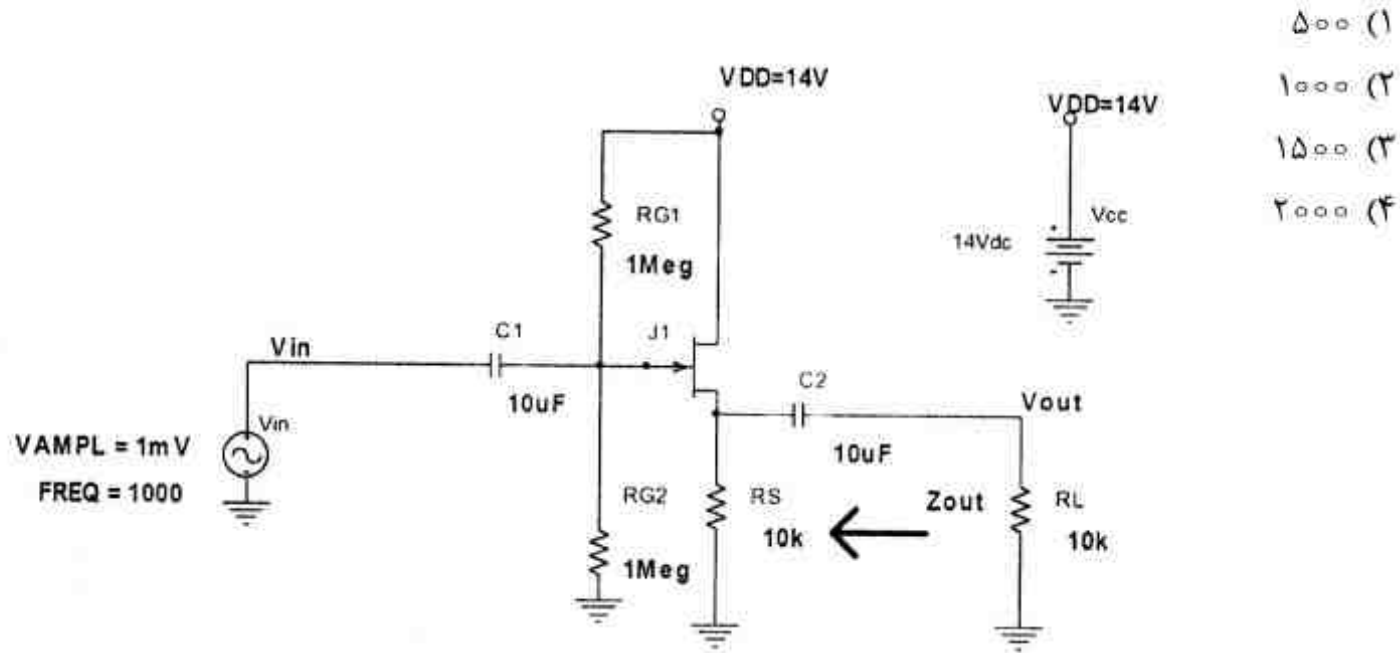 ۱) ۵۰۰
۲) ۱۰۰۰
۳) ۱۵۰۰
۴) ۲۰۰۰
VDD=14V
VDD=14V
RG1
1Meg
Vcc
14Vdc
C1
J1
Vin
10uF
C2
Vout
Vin
VAMPL = 1mV
FREQ = 1000
10uF
RG2
RS
Zout
RL
10k
10k
1Meg